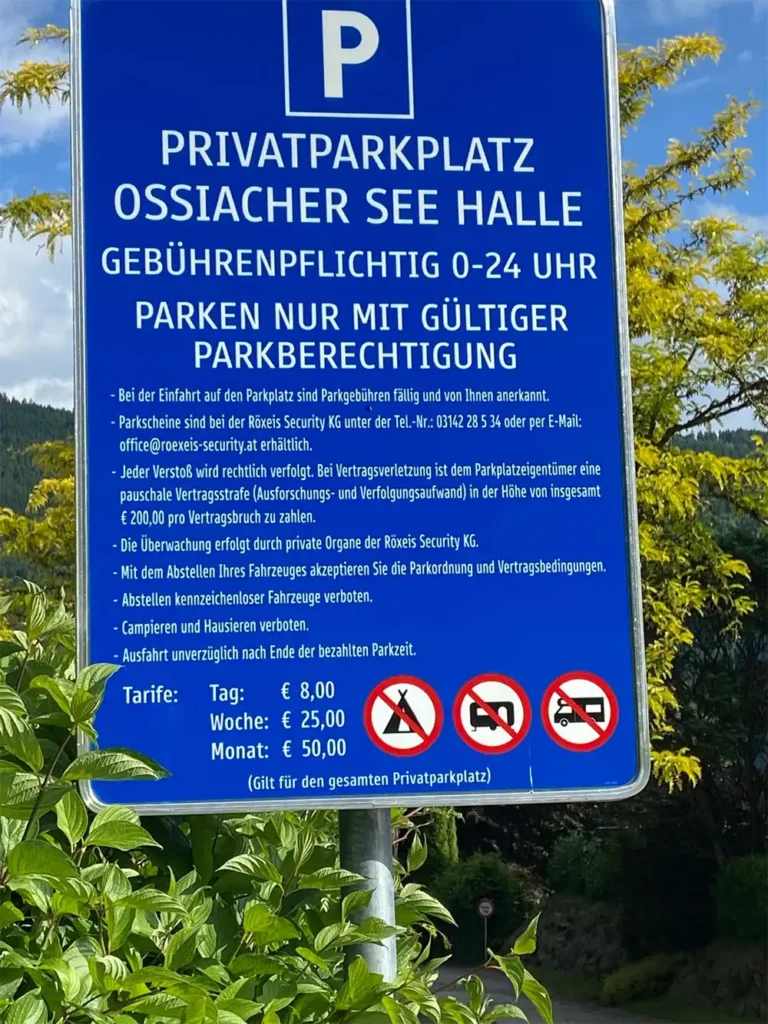 P
PRIVATPARKPLATZ
OSSIACHER SEE HALLE
GEBÜHRENPFLICHTIG 0-24 UHR
PARKEN NUR MIT GÜLTIGER
PARKBERECHTIGUNG
- Bei der Einfahrt auf den Parkplatz sind Parkgebühren fällig und von Ihnen anerkannt.
- Parkscheine sind bei der Röxeis Security KG unter der Tel.-Nr.: 03142 28 5 34 oder per E-Mail:
office@roexeis-security.at erhältlich.
- Jeder Verstoß wird rechtlich verfolgt. Bei Vertragsverletzung ist dem Parkplatzeigentümer eine
pauschale Vertragsstrafe (Ausforschungs- und Verfolgungsaufwand) in der Höhe von insgesamt
€ 200,00 pro Vertragsbruch zu zahlen.
- Die Überwachung erfolgt durch private Organe der Röxeis Security KG.
- Mit dem Abstellen Ihres Fahrzeuges akzeptieren Sie die Parkordnung und Vertragsbedingungen.
- Abstellen kennzeichenloser Fahrzeuge verboten.
- Campieren und Hausieren verboten.
- Ausfahrt unverzüglich nach Ende der bezahlten Parkzeit.
Tarife: Tag: € 8,00
Woche: € 25,00
Monat: € 50,00
(Gilt für den gesamten Privatparkplatz)